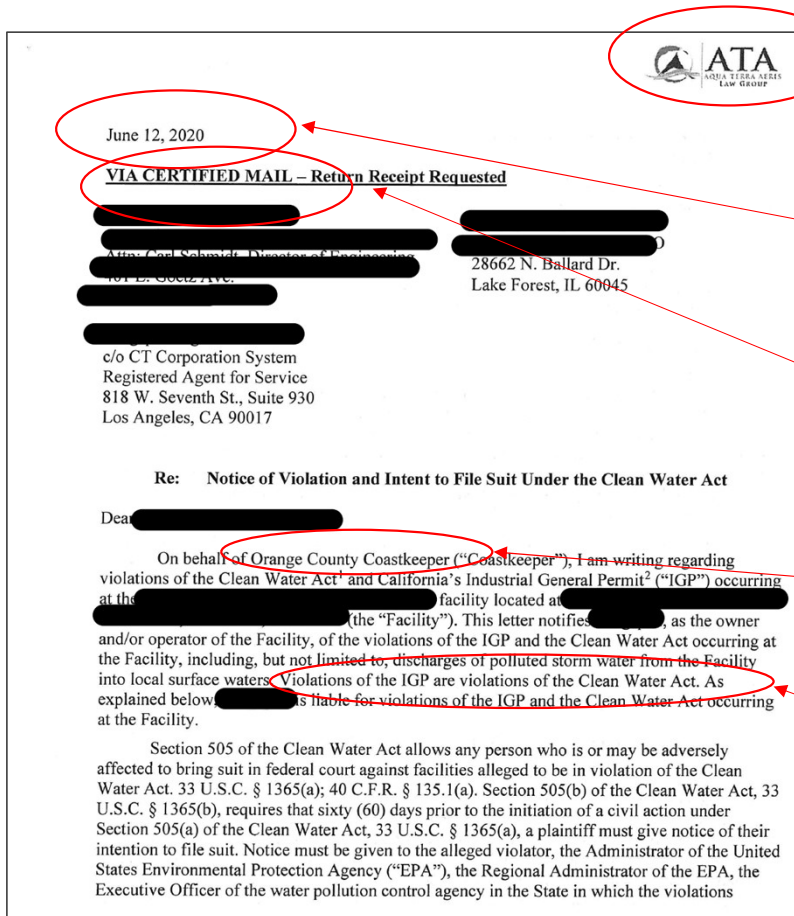 ATA
AQUA TERRA AERIS
LAW GROUP
June 12, 2020
VIA CERTIFIED MAIL – Return Receipt Requested
28662 N. Ballard Dr.
Lake Forest, IL 60045
c/o CT Corporation System
Registered Agent for Service
818 W. Seventh St., Suite 930
Los Angeles, CA 90017
Re: Notice of Violation and Intent to File Suit Under the Clean Water Act
Dear
On behalf of Orange County Coastkeeper (“Coastkeeper”), I am writing regarding
violations of the Clean Water Act¹ and California’s Industrial General Permit² (“IGP”) occurring
at the facility located at
(the “Facility”). This letter notifies , as the owner
and/or operator of the Facility, of the violations of the IGP and the Clean Water Act occurring at
the Facility, including, but not limited to, discharges of polluted storm water from the Facility
into local surface waters. Violations of the IGP are violations of the Clean Water Act. As
explained below, is liable for violations of the IGP and the Clean Water Act occurring
at the Facility.
Section 505 of the Clean Water Act allows any person who is or may be adversely
affected to bring suit in federal court against facilities alleged to be in violation of the Clean
Water Act. 33 U.S.C. § 1365(a); 40 C.F.R. § 135.1(a). Section 505(b) of the Clean Water Act, 33
U.S.C. § 1365(b), requires that sixty (60) days prior to the initiation of a civil action under
Section 505(a) of the Clean Water Act, 33 U.S.C. § 1365(a), a plaintiff must give notice of their
intention to file suit. Notice must be given to the alleged violator, the Administrator of the United
States Environmental Protection Agency (“EPA”), the Regional Administrator of the EPA, the
Executive Officer of the water pollution control agency in the State in which the violations